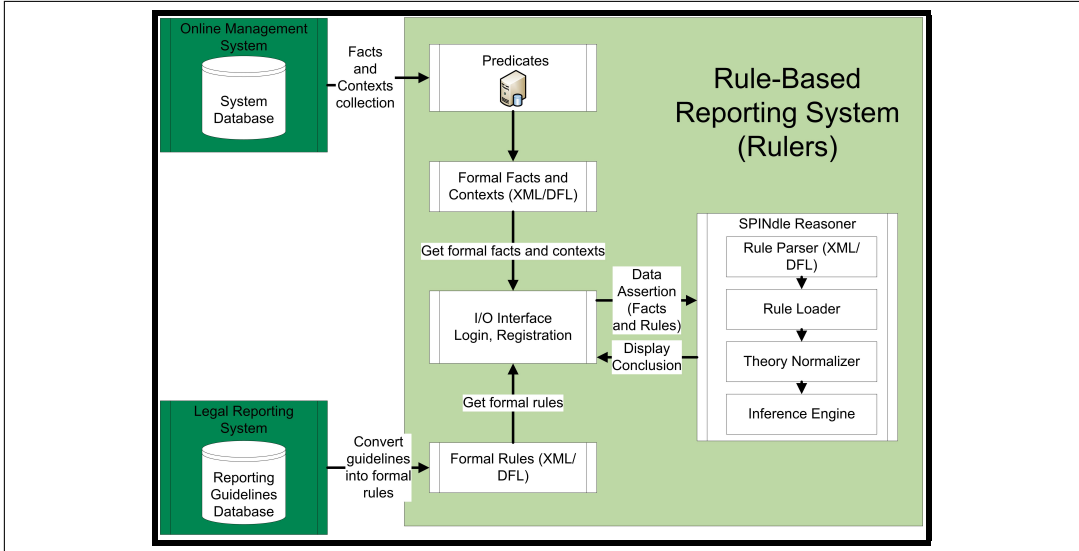 Online Management
System
System
Database
Facts
and
Contexts
collection
Predicates
Rule-Based
Reporting System
(Rulers)
Formal Facts and
Contexts (XML/DFL)
Get formal facts and contexts
I/O Interface
Login, Registration
Data
Assertion
(Facts
and Rules)
Display
Conclusion
SPINdle Reasoner
Rule Parser (XML/
DFL)
Rule Loader
Theory Normalizer
Inference Engine
Get formal rules
Legal Reporting
System
Reporting
Guidelines
Database
Convert
guidelines
into formal
rules
Formal Rules (XML/
DFL)